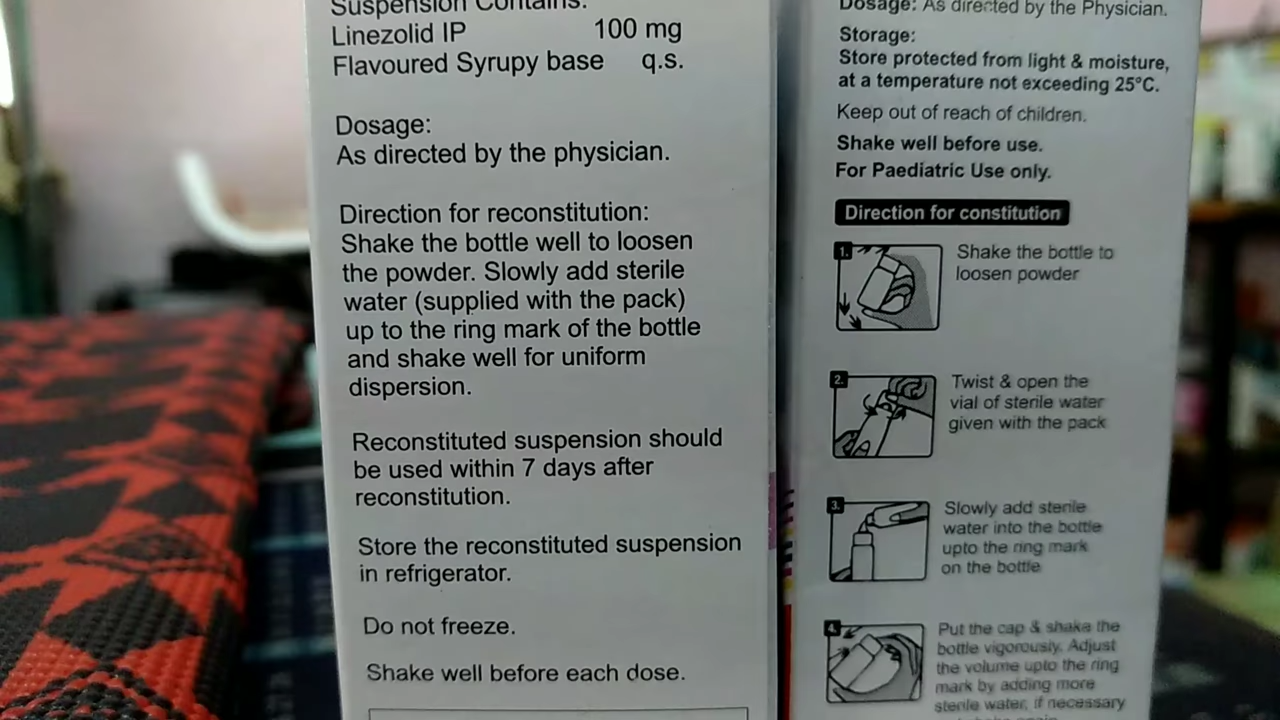 Suspension Contains:
Linezolid IP 100 mg
Flavoured Syrupy base q.s.
Dosage:
As directed by the physician.
Direction for reconstitution:
Shake the bottle well to loosen
the powder. Slowly add sterile
water (supplied with the pack)
up to the ring mark of the bottle
and shake well for uniform
dispersion.
Reconstituted suspension should
be used within 7 days after
reconstitution.
Store the reconstituted suspension
in refrigerator.
Do not freeze.
Shake well before each dose.
Dosage: As directed by the Physician.
Storage:
Store protected from light & moisture,
at a temperature not exceeding 25°C.
Keep out of reach of children.
Shake well before use.
For Paediatric Use only.
Direction for constitution
1.
Shake the bottle to
loosen powder
2.
Twist & open the
vial of sterile water
given with the pack
3.
Slowly add sterile
water into the bottle
upto the ring mark
on the bottle
4.
Put the cap & shake the
bottle vigorously. Adjust
the volume upto the ring
mark by adding more
sterile water, if necessary